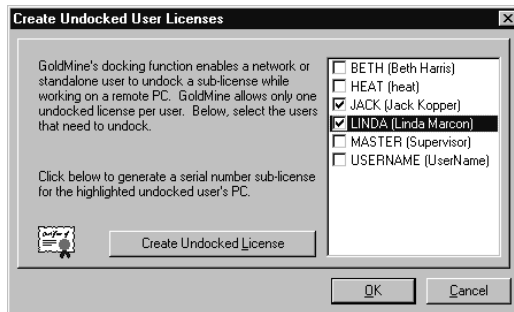 Create Undocked User Licenses
GoldMine's docking function enables a network or
standalone user to undock a sub-license while
working on a remote PC. GoldMine allows only one
undocked license per user. Below, select the users
that need to undock.
Click below to generate a serial number sub-license
for the highlighted undocked user's PC.
Create Undocked License
BETH (Beth Harris)
HEAT (heat)
JACK (Jack Kopper)
LINDA (Linda Marcon)
MASTER (Supervisor)
USERNAME (UserName)
OK
Cancel